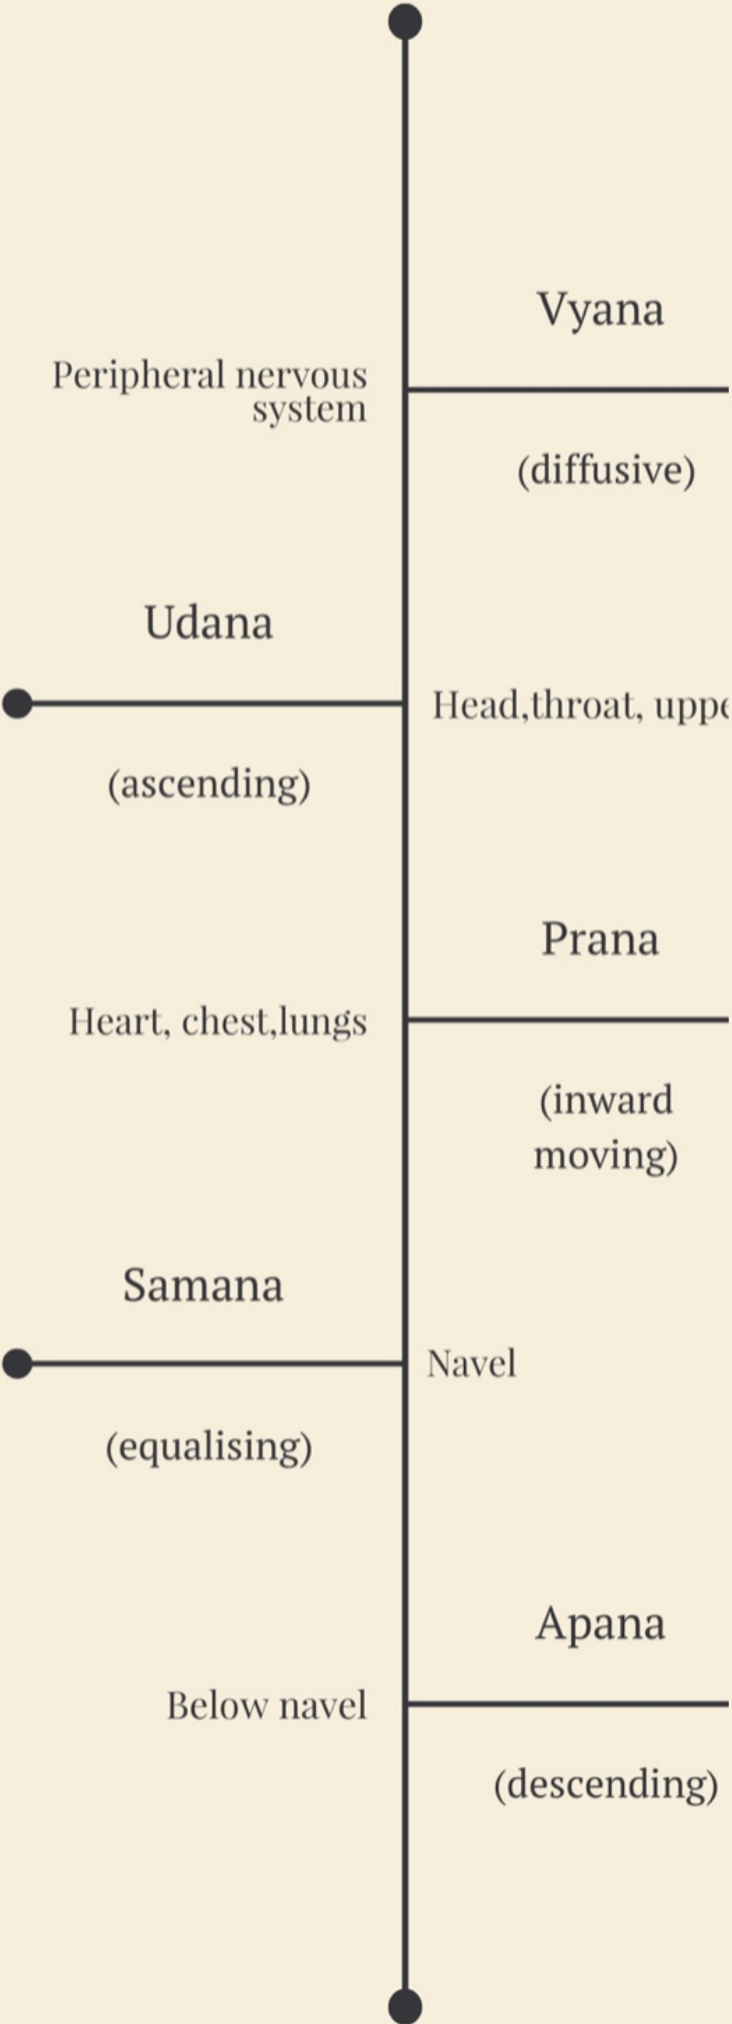 Vyana
Peripheral nervous
system
(diffusive)
Udana
Head,throat,
(ascending)
Prana
Heart, chest,lungs
(inward
moving)
Samana
Navel
(equalising)
Apana
Below navel
(descending)